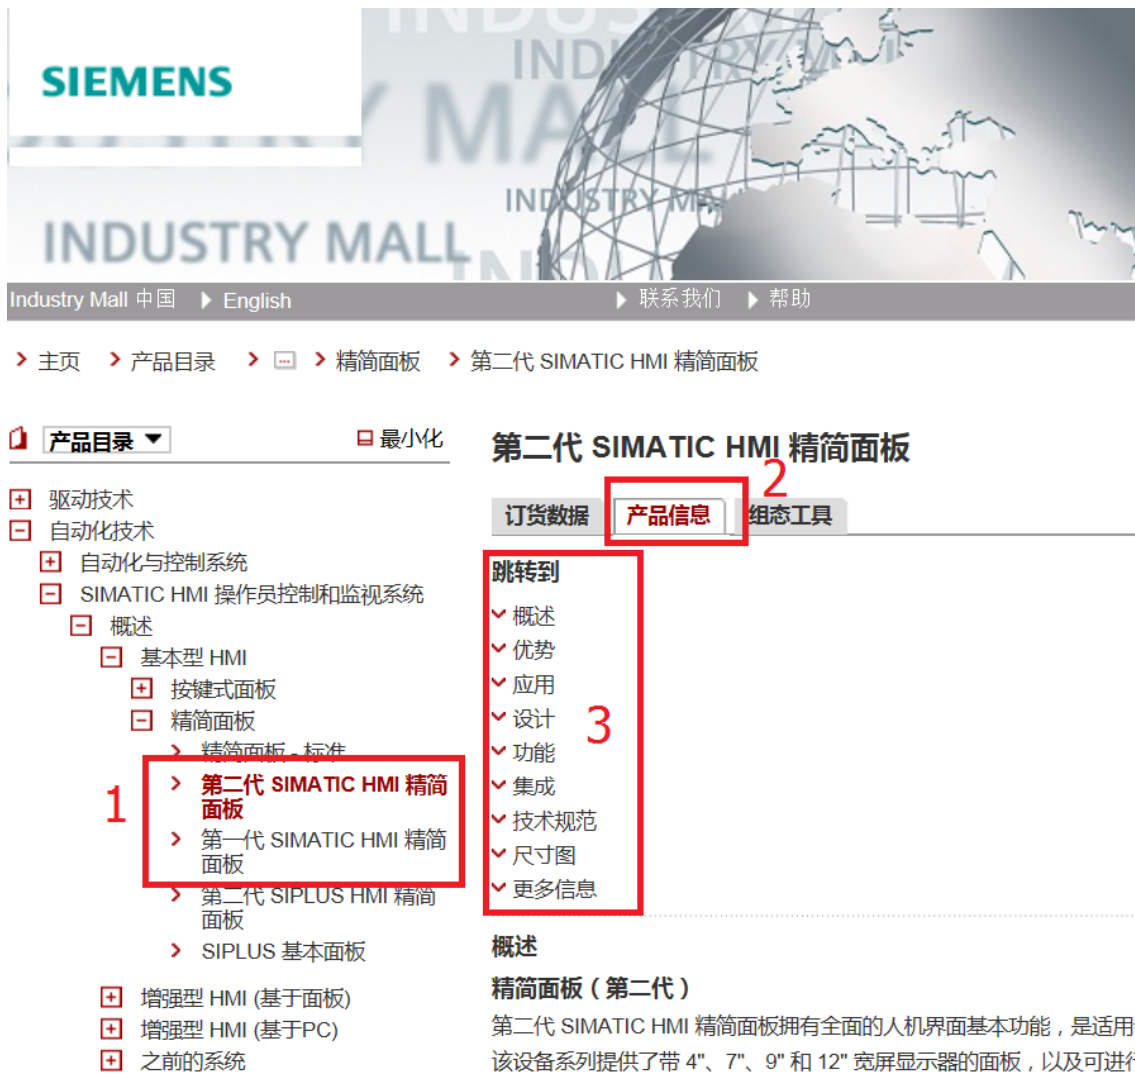 INDUS
INDUSTRY MALL
SIEMENS
MALL
INDUSTRY MALL
INDUSTRY MALL
IND
Industry Mall 中国 English 联系我们 帮助
主页 产品目录 ... 精简面板 第二代 SIMATIC HMI 精简面板
产品目录 最小化
驱动技术
自动化技术
自动化与控制系统
SIMATIC HMI 操作员控制和监视系统
概述
基本型 HMI
按键式面板
精简面板
精简面板 - 标准
1
第二代 SIMATIC HMI 精简
面板
第一代 SIMATIC HMI 精简
面板
第二代 SIPLUS HMI 精简
面板
SIPLUS 基本面板
增强型 HMI (基于面板)
增强型 HMI (基于PC)
之前的系统
第二代 SIMATIC HMI 精简面板
2
订货数据 产品信息 组态工具
跳转到
概述
优势
应用
设计
3
功能
集成
技术规范
尺寸图
更多信息
概述
精简面板（第二代）
第二代 SIMATIC HMI 精简面板拥有全面的人机界面基本功能，是适用
该设备系列提供了带 4"、7"、9" 和 12" 宽屏显示器的面板，以及可进行